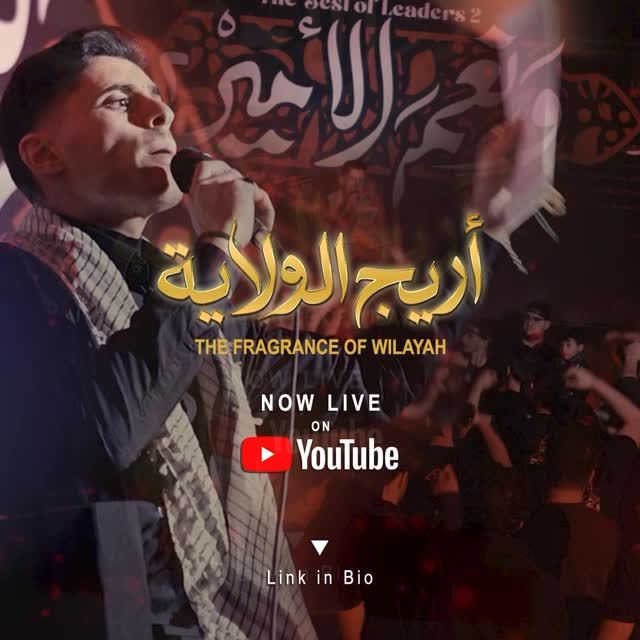 The Best of Leaders 2
ونعم الأمير
أريج الولاية
THE FRAGRANCE OF WILAYAH
NOW LIVE
ON
YouTube
Link in Bio